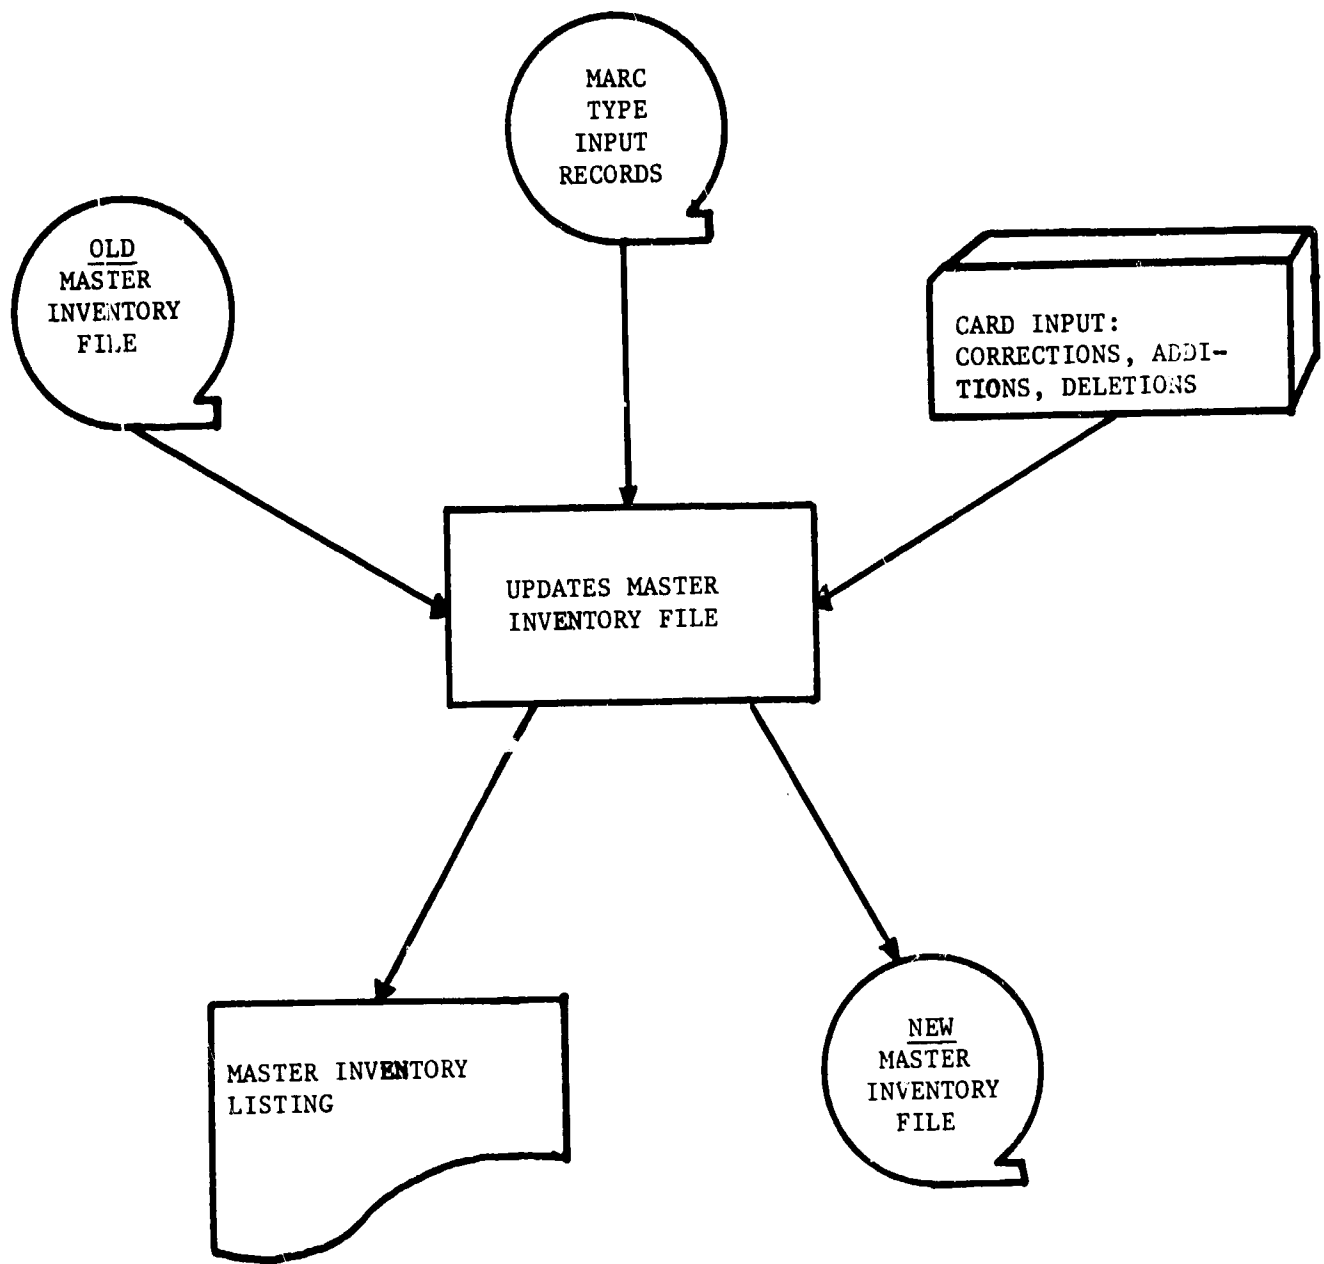 MARC
TYPE
INPUT
RECORDS
OLD
MASTER
INVENTORY
FILE
CARD INPUT:
CORRECTIONS, ADDI-
TIONS, DELETIONS
UPDATES MASTER
INVENTORY FILE
MASTER INVENTORY
LISTING
NEW
MASTER
INVENTORY
FILE